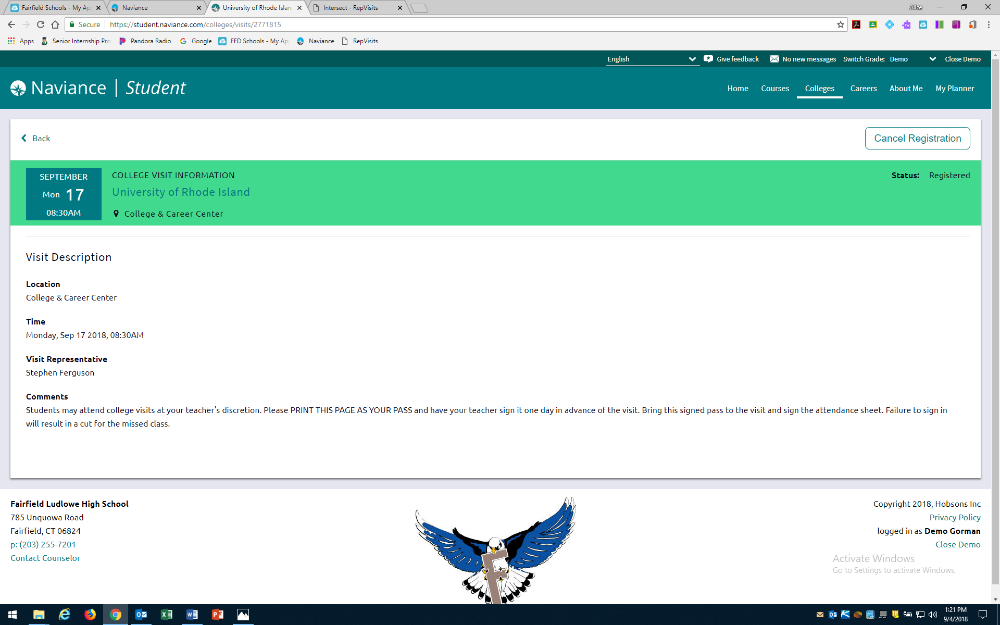 Fairfield Schools - My Ap
Naviance
University of Rhode Islan
Intersect - RepVisits
Alice
Secure
https://student.naviance.com/colleges/visits/2771815
Apps
Senior Internship Pro
Pandora Radio
Google
FFD Schools - My Ap
Naviance
RepVisits
English
Give feedback
No new messages
Switch Grade: Demo
Close Demo
Naviance | Student
Home
Courses
Colleges
Careers
About Me
My Planner
Back
Cancel Registration
SEPTEMBER
Mon 17
08:30AM
COLLEGE VISIT INFORMATION
University of Rhode Island
College & Career Center
Status: Registered
Visit Description
Location
College & Career Center
Time
Monday, Sep 17 2018, 08:30AM
Visit Representative
Stephen Ferguson
Comments
Students may attend college visits at your teacher's discretion. Please PRINT THIS PAGE AS YOUR PASS and have your teacher sign it one day in advance of the visit. Bring this signed pass to the visit and sign the attendance sheet. Failure to sign in
will result in a cut for the missed class.
Fairfield Ludlowe High School
785 Unquowa Road
Fairfield, CT 06824
p: (203) 255-7201
Contact Counselor
F
Copyright 2018, Hobsons Inc
Privacy Policy
logged in as Demo Gorman
Close Demo
Activate Windows
Go to Settings to activate Windows.
1:21 PM
9/4/2018